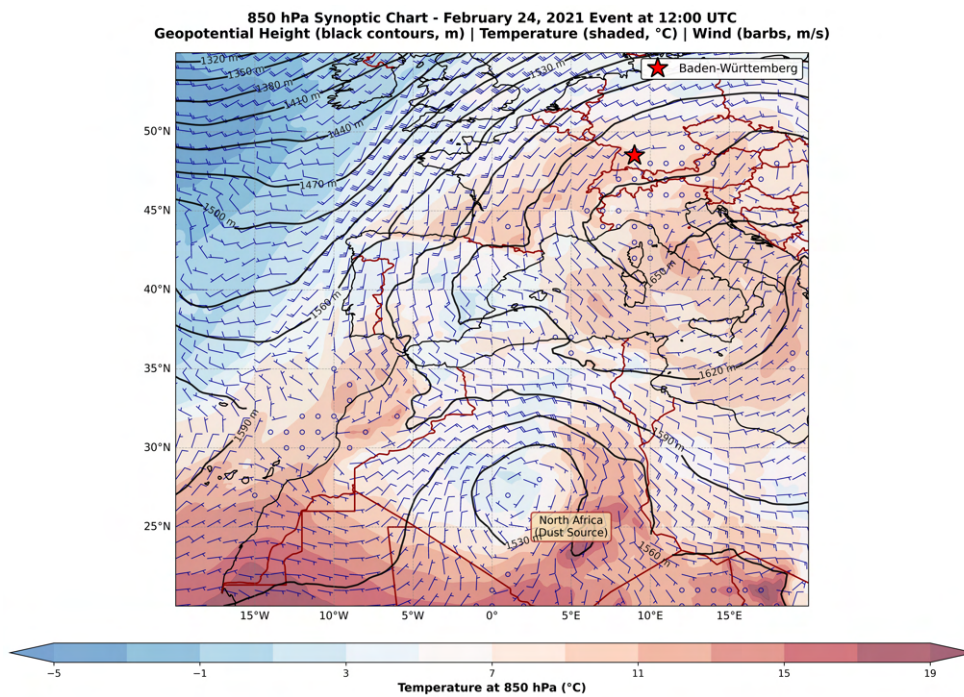 850 hPa Synoptic Chart - February 24, 2021 Event at 12:00 UTC
Geopotential Height (black contours, m) | Temperature (shaded, °C) | Wind (barbs, m/s)
Baden-Württemberg
1320 m
1350 m
1380 m
1410 m
1440 m
1470 m
1500 m
1530 m
1560 m
1590 m
1650 m
1620 m
1590 m
1530 m
1560 m
North Africa
(Dust Source)
50°N
45°N
40°N
35°N
30°N
25°N
15°W 10°W 5°W 0° 5°E 10°E 15°E
−5 −1 3 7 11 15 19
Temperature at 850 hPa (°C)